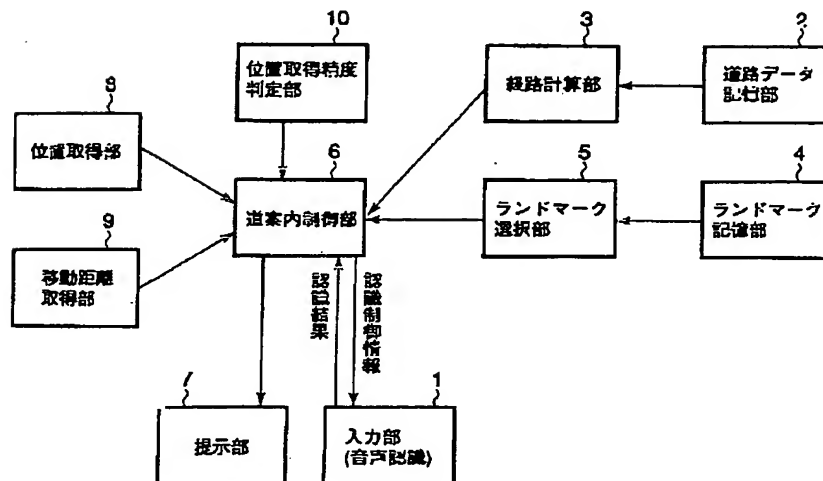 10
位置取得精度
判定部
3
経路計算部
2
道路データ
記憶部
8
位置取得部
6
道案内制御部
5
ランドマーク
選択部
4
ランドマーク
記憶部
9
移動距離
取得部
認識結果
認識制御情報
7
提示部
1
入力部
(音声認識)